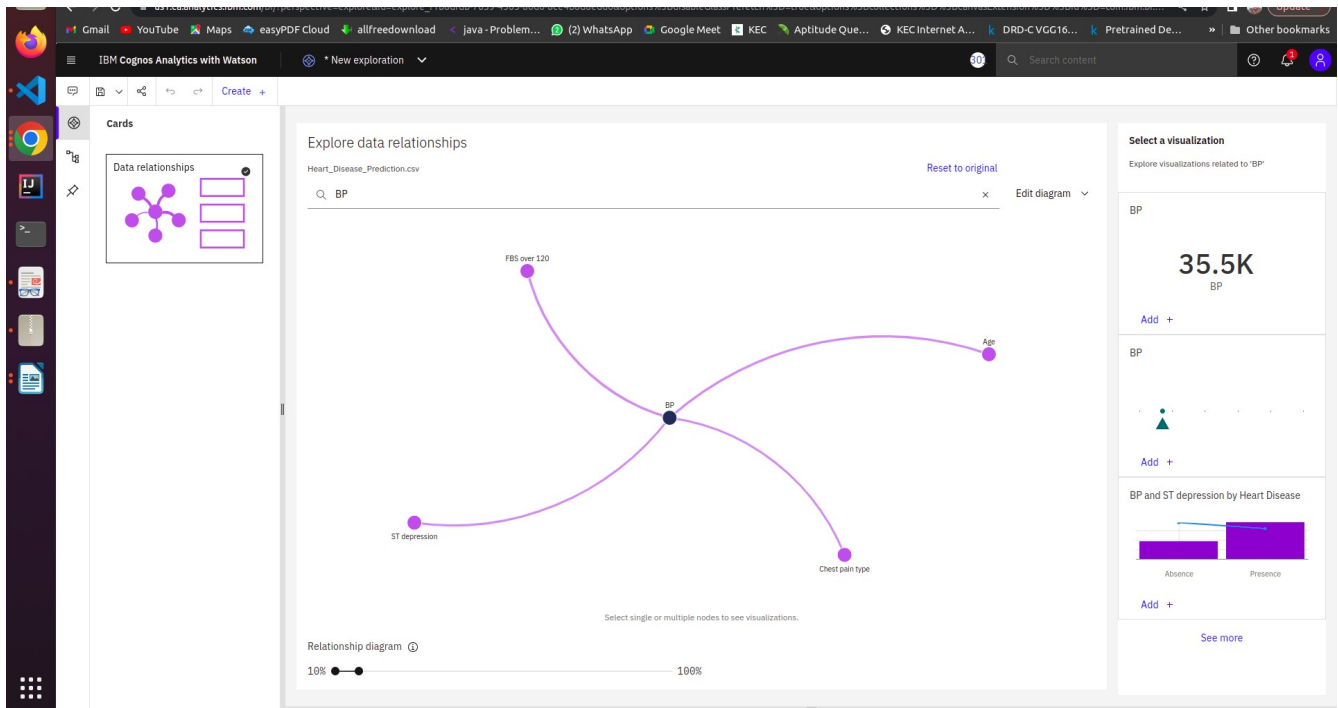 Gmail YouTube Maps easyPDF Cloud allfreedownload java - Problem... (2) WhatsApp Google Meet KEC Aptitude Que... KEC Internet A... DRD-C VGG16... Pretrained De... » Other bookmarks
IBM Cognos Analytics with Watson * New exploration Search content
Create +
Cards
Data relationships
Explore data relationships
Heart_Disease_Prediction.csv
Reset to original
BP × Edit diagram
FBS over 120
Age
BP
ST depression
Chest pain type
Select single or multiple nodes to see visualizations.
Relationship diagram
10% 100%
Select a visualization
Explore visualizations related to 'BP'
BP
35.5K
BP
Add +
BP
Add +
BP and ST depression by Heart Disease
Absence Presence
Add +
See more